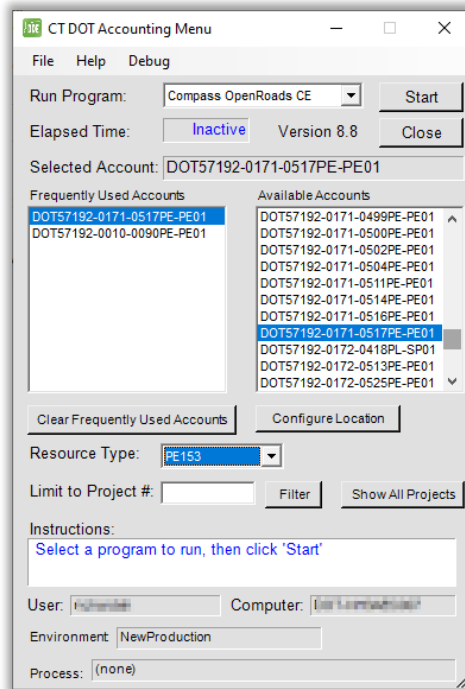 CT DOT Accounting Menu
File Help Debug
Run Program: Compass OpenRoads CE Start
Elapsed Time: Inactive Version 8.8 Close
Selected Account: DOT57192-0171-0517PE-PE01
Frequently Used Accounts Available Accounts
DOT57192-0171-0517PE-PE01 DOT57192-0171-0499PE-PE01
DOT57192-0010-0090PE-PE01 DOT57192-0171-0500PE-PE01
DOT57192-0171-0502PE-PE01
DOT57192-0171-0504PE-PE01
DOT57192-0171-0511PE-PE01
DOT57192-0171-0514PE-PE01
DOT57192-0171-0516PE-PE01
DOT57192-0171-0517PE-PE01
DOT57192-0172-0418PL-SP01
DOT57192-0172-0513PE-PE01
DOT57192-0172-0525PE-PE01
Clear Frequently Used Accounts Configure Location
Resource Type: PE153
Limit to Project #: Filter Show All Projects
Instructions:
Select a program to run, then click 'Start'
User: Computer:
Environment NewProduction
Process: (none)